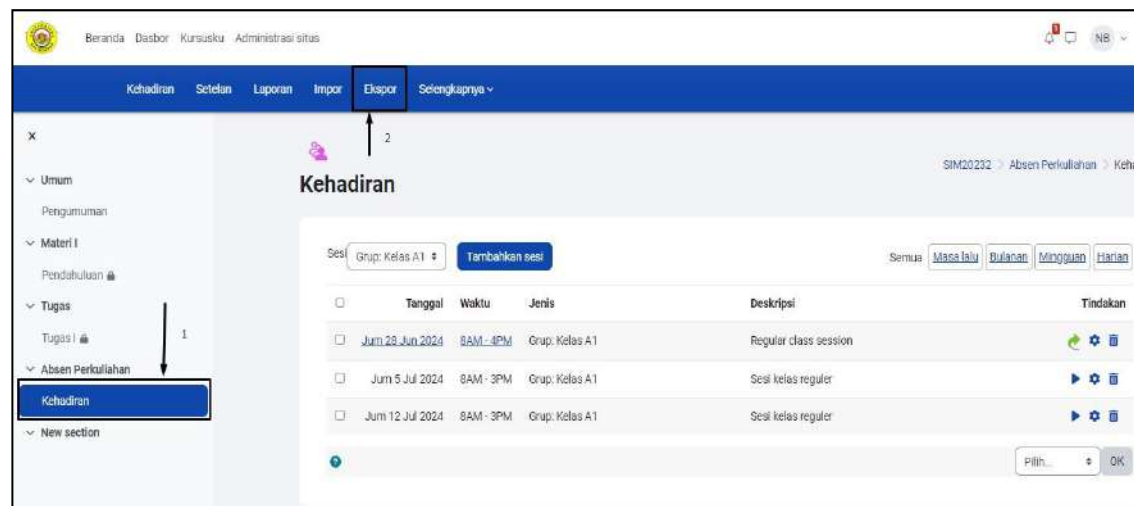 Beranda Dasbor Kursusku Administrasi situs NB
Kehadiran Setelan Laporan Impor Ekspor Selengkapnya
2
SIM20232 > Absen Perkuliahan > Keha
Kehadiran
Umum
Pengumuman
Materi I
Pendahuluan
Tugas
Tugas I
1
Absen Perkuliahan
Kehadiran
New section
Sesi Grup: Kelas A1 Tambahkan sesi Semua Masa lalu Bulanan Mingguan Harian
Tanggal Waktu Jenis Deskripsi Tindakan
Jum 28 Jun 2024 8AM - 4PM Grup: Kelas A1 Regular class session
Jum 5 Jul 2024 8AM - 3PM Grup: Kelas A1 Sesi kelas reguler
Jum 12 Jul 2024 8AM - 3PM Grup: Kelas A1 Sesi kelas reguler
Pilih... OK